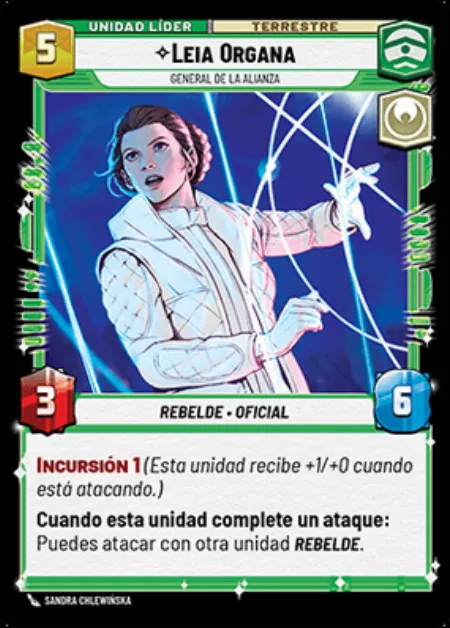 5
UNIDAD LÍDER
TERRESTRE
LEIA ORGANA
GENERAL DE LA ALIANZA
3
REBELDE • OFICIAL
6
INCURSIÓN 1 (Esta unidad recibe +1/+0 cuando
está atacando.)
Cuando esta unidad complete un ataque:
Puedes atacar con otra unidad REBELDE.
SANDRA CHLEWIŃSKA